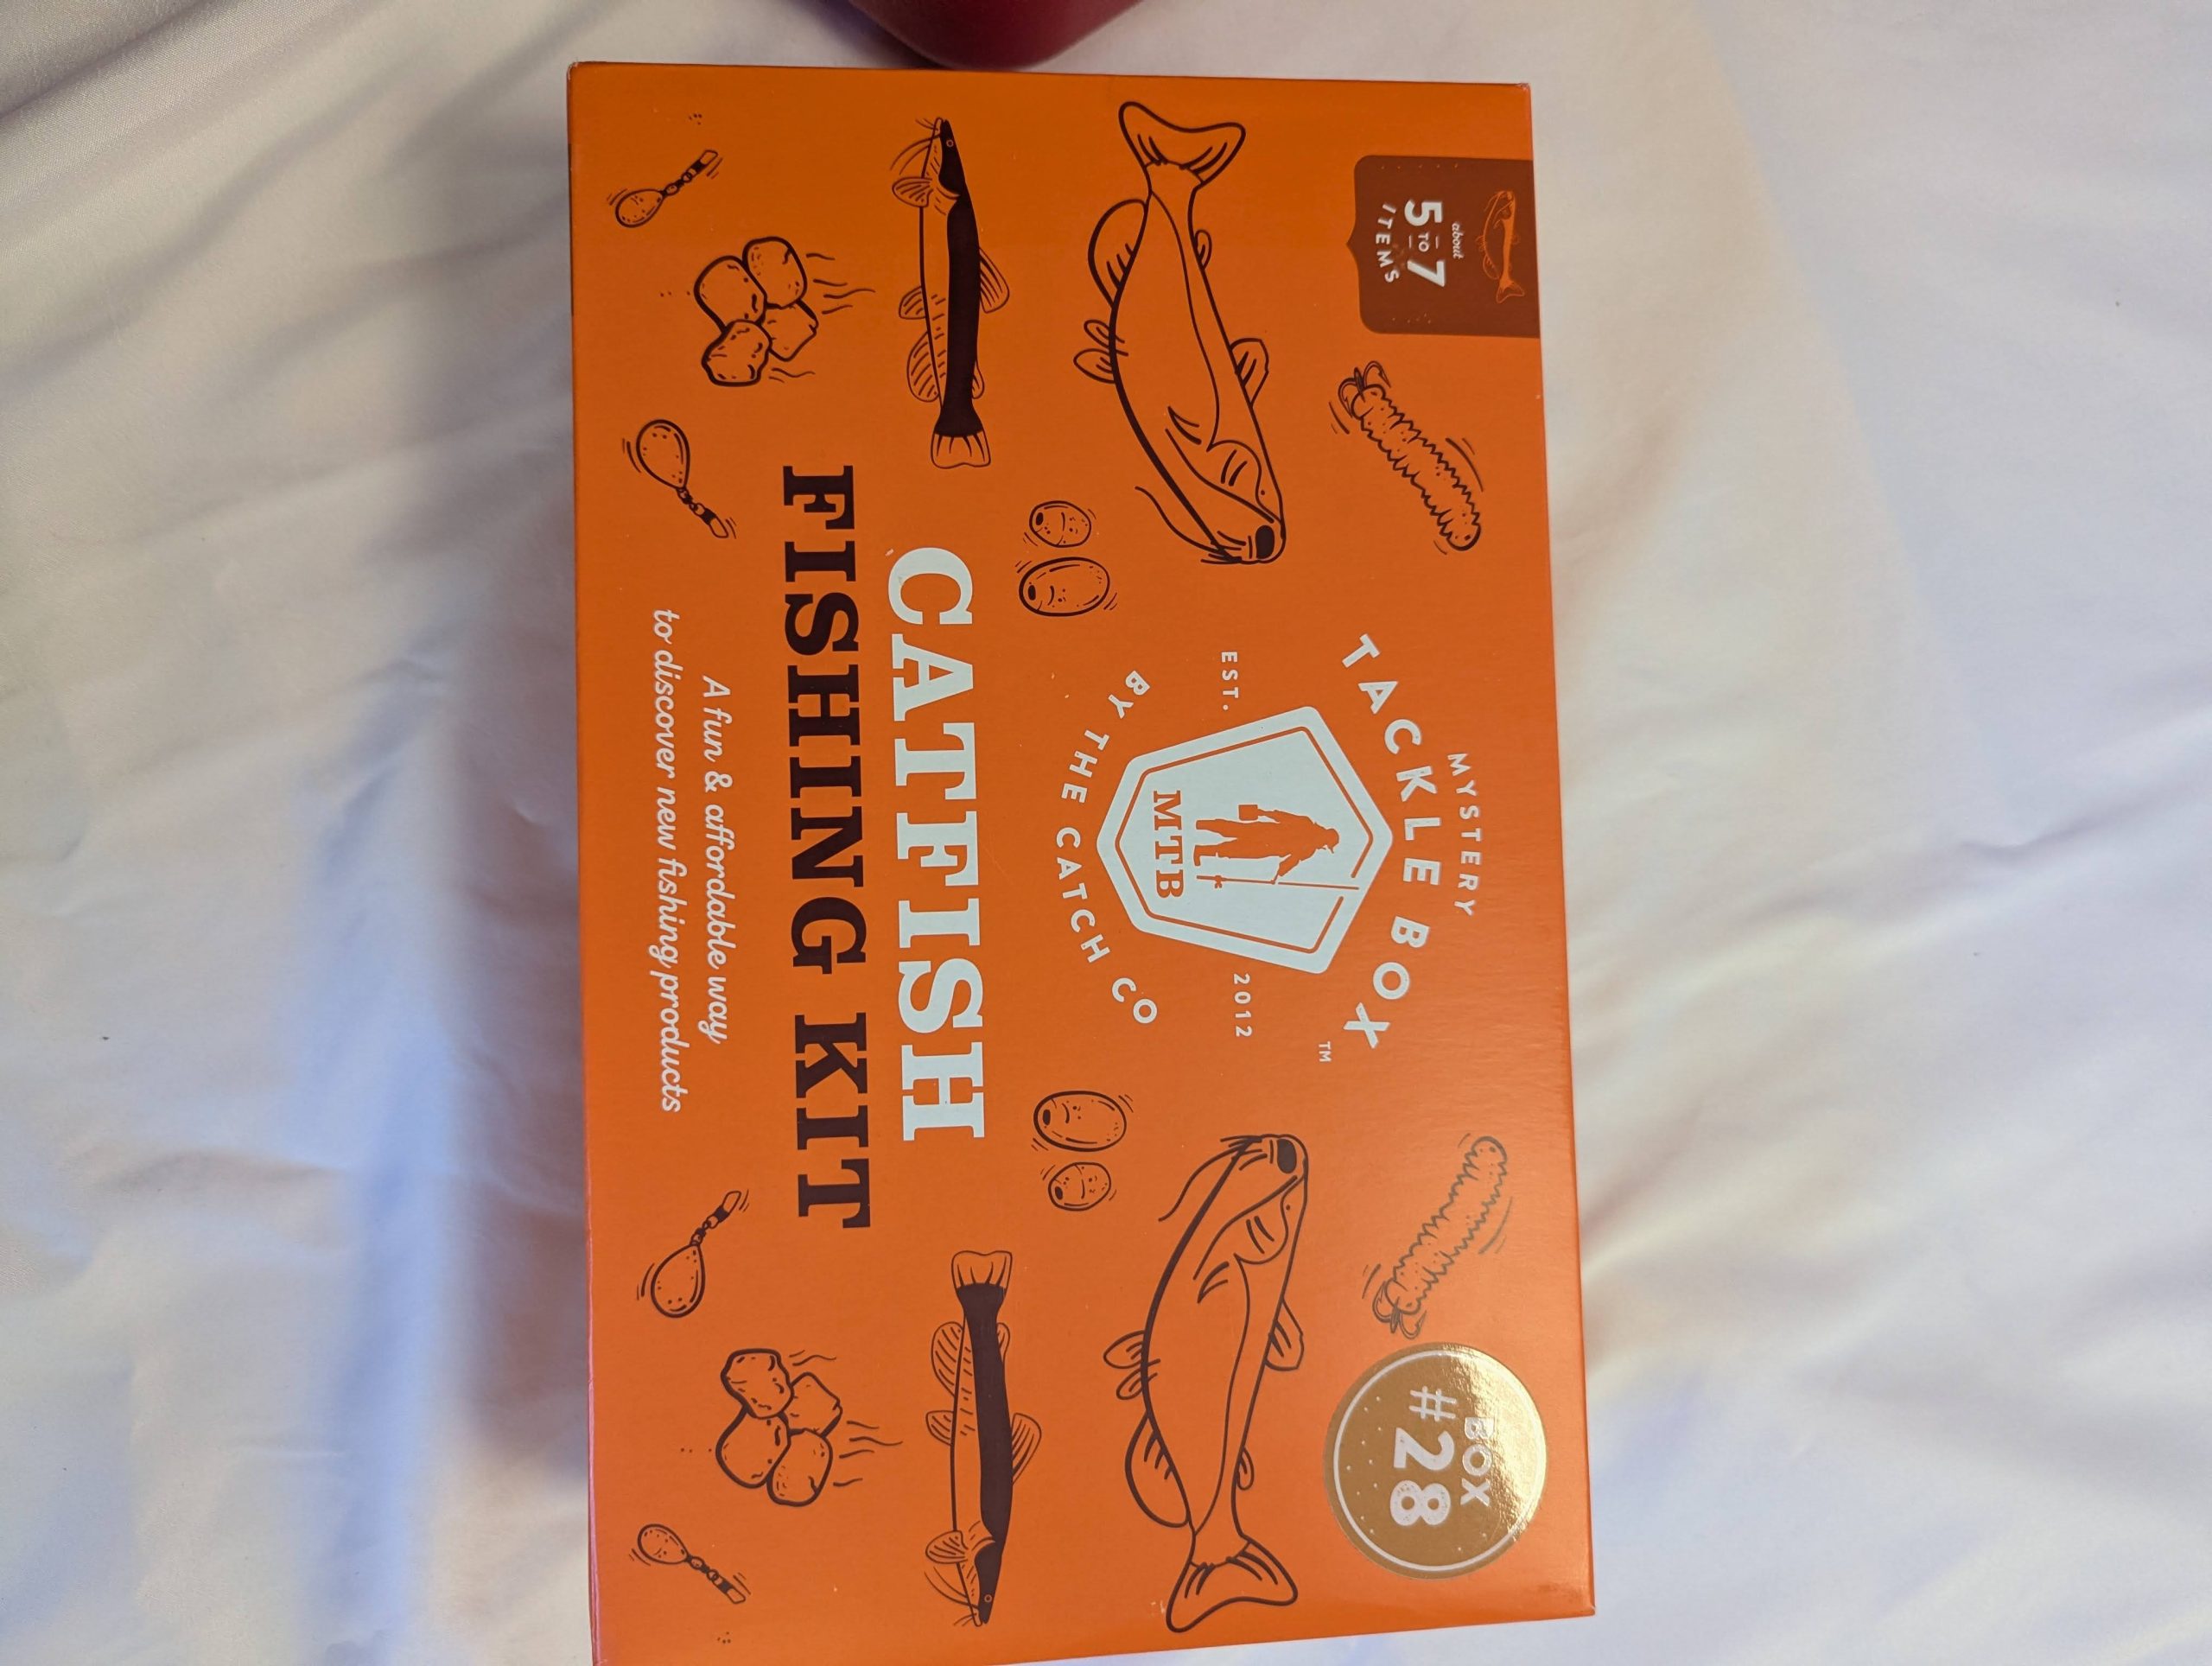 about
5 TO 7
ITEMS
MYSTERY
TACKLE BOX
TM
EST. 2012
MTB
BY THE CATCH CO
BOX
#28
CATFISH
FISHING KIT
A fun & affordable way
to discover new fishing products